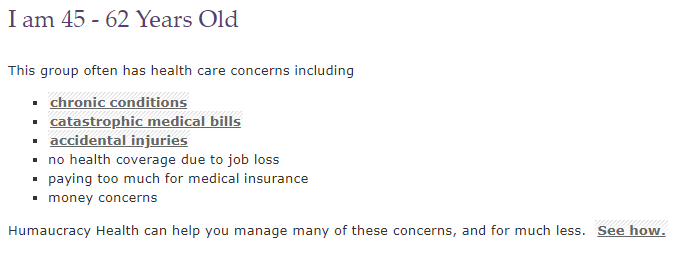 I am 45 - 62 Years Old
This group often has health care concerns including
chronic conditions
catastrophic medical bills
accidental injuries
no health coverage due to job loss
paying too much for medical insurance
money concerns
Humaucracy Health can help you manage many of these concerns, and for much less. See how.